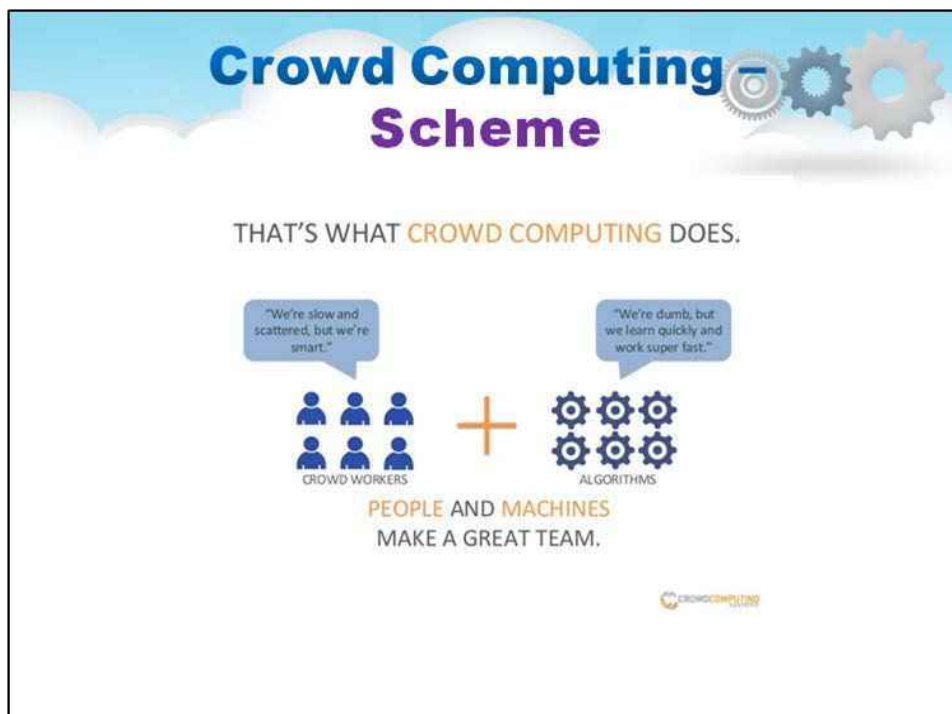 Crowd Computing –
Scheme
THAT'S WHAT CROWD COMPUTING DOES.
"We're slow and
scattered, but we're
smart."
"We're dumb, but
we learn quickly and
work super fast."
CROWD WORKERS
ALGORITHMS
PEOPLE AND MACHINES
MAKE A GREAT TEAM.
CROWDCOMPUTING